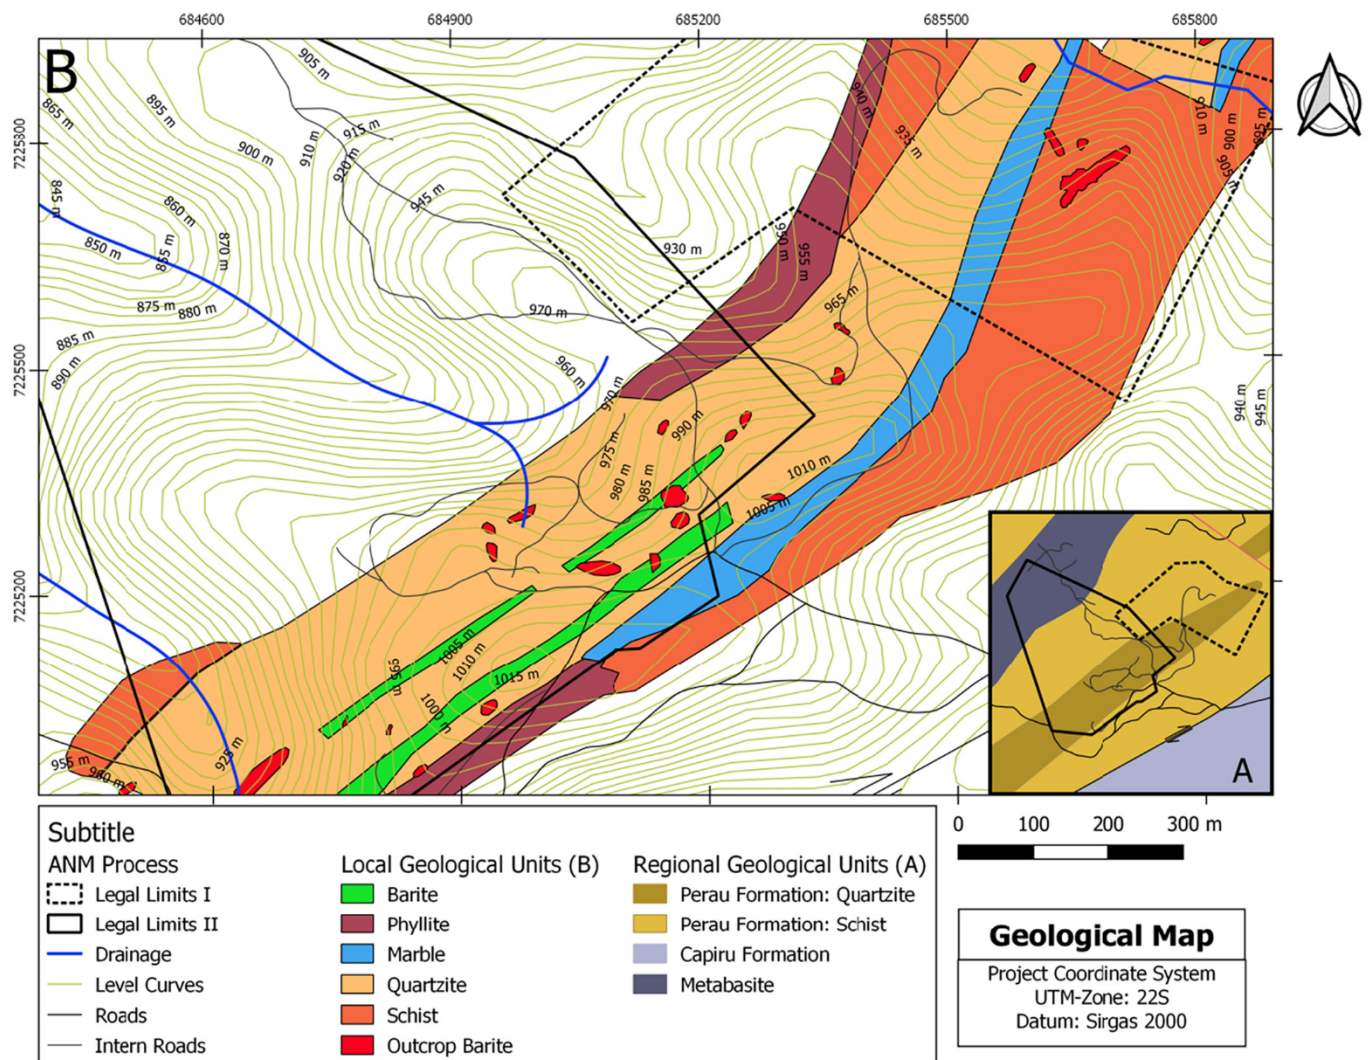 684600 684900 685200 685500 685800
B
7225800
7225500
7225200
905 m
865 m
895 m
915 m
910 m
900 m
920 m
945 m
845 m
860 m
850 m
855 m
870 m
875 m
880 m
885 m
890 m
970 m
960 m
930 m
950 m
955 m
965 m
910 m
935 m
910 m
900 m
905 m
895 m
940 m
945 m
970 m
990 m
975 m
980 m
985 m
1010 m
1005 m
1005 m
1010 m
1015 m
995 m
1000 m
925 m
955 m
960 m
A
Subtitle
ANM Process
Legal Limits I
Legal Limits II
Drainage
Level Curves
Roads
Intern Roads
Local Geological Units (B)
Barite
Phyllite
Marble
Quartzite
Schist
Outcrop Barite
Regional Geological Units (A)
Perau Formation: Quartzite
Perau Formation: Schist
Capiru Formation
Metabasite
0 100 200 300 m
Geological Map
Project Coordinate System
UTM-Zone: 22S
Datum: Sirgas 2000